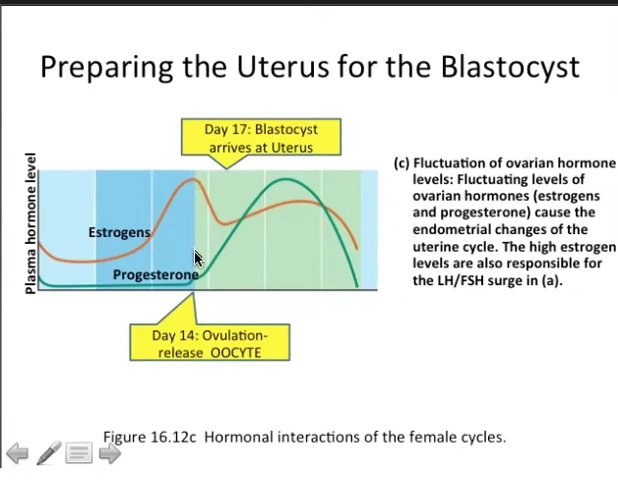 Preparing the Uterus for the Blastocyst
Day 17: Blastocyst
arrives at Uterus
Plasma hormone level
Estrogens
Progesterone
Day 14: Ovulation-
release OOCYTE
(c) Fluctuation of ovarian hormone
levels: Fluctuating levels of
ovarian hormones (estrogens
and progesterone) cause the
endometrial changes of the
uterine cycle. The high estrogen
levels are also responsible for
the LH/FSH surge in (a).
Figure 16.12c Hormonal interactions of the female cycles.